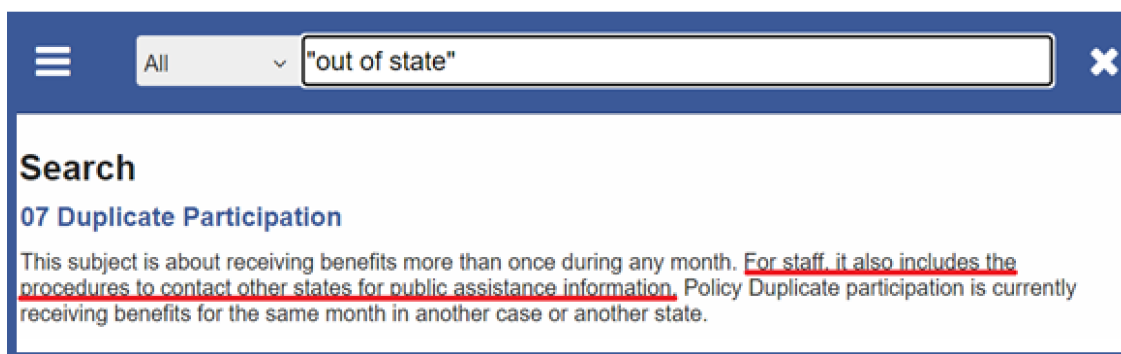 All
"out of state"
Search
07 Duplicate Participation
This subject is about receiving benefits more than once during any month. For staff, it also includes the
procedures to contact other states for public assistance information. Policy Duplicate participation is currently
receiving benefits for the same month in another case or another state.